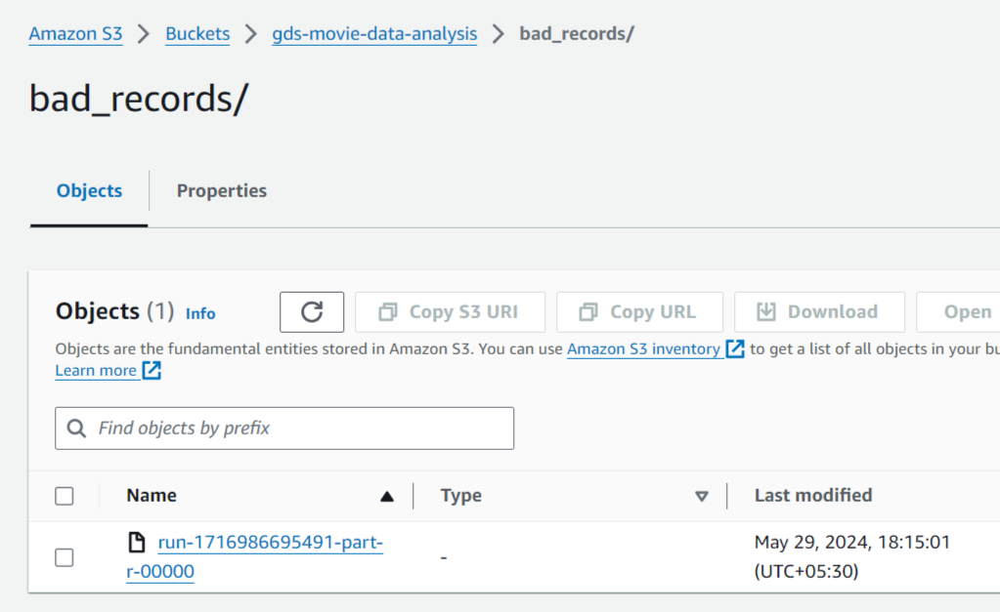 Amazon S3 > Buckets > gds-movie-data-analysis > bad_records/
bad_records/
Objects Properties
Objects (1) Info Copy S3 URI Copy URL Download Open
Objects are the fundamental entities stored in Amazon S3. You can use Amazon S3 inventory to get a list of all objects in your bu
Learn more
Find objects by prefix
Name Type Last modified
run-1716986695491-part-r-00000 - May 29, 2024, 18:15:01 (UTC+05:30)